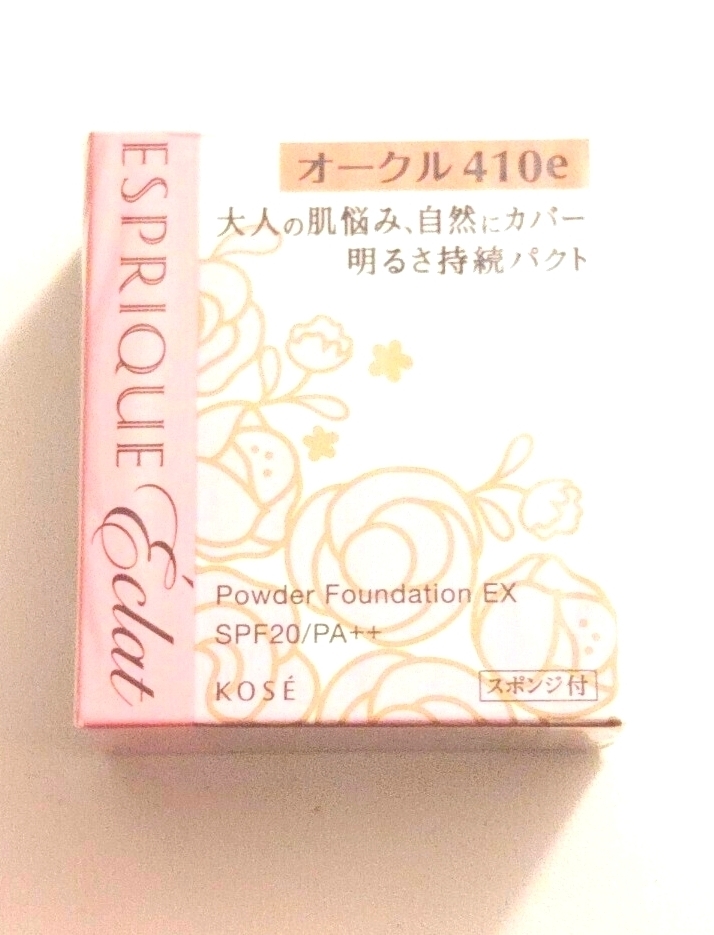 ESPRIQUE Éclat
オークル 410e
大人の肌悩み、自然にカバー
明るさ持続パクト
Powder Foundation EX
SPF20/PA++
KOSÉ
スポンジ付